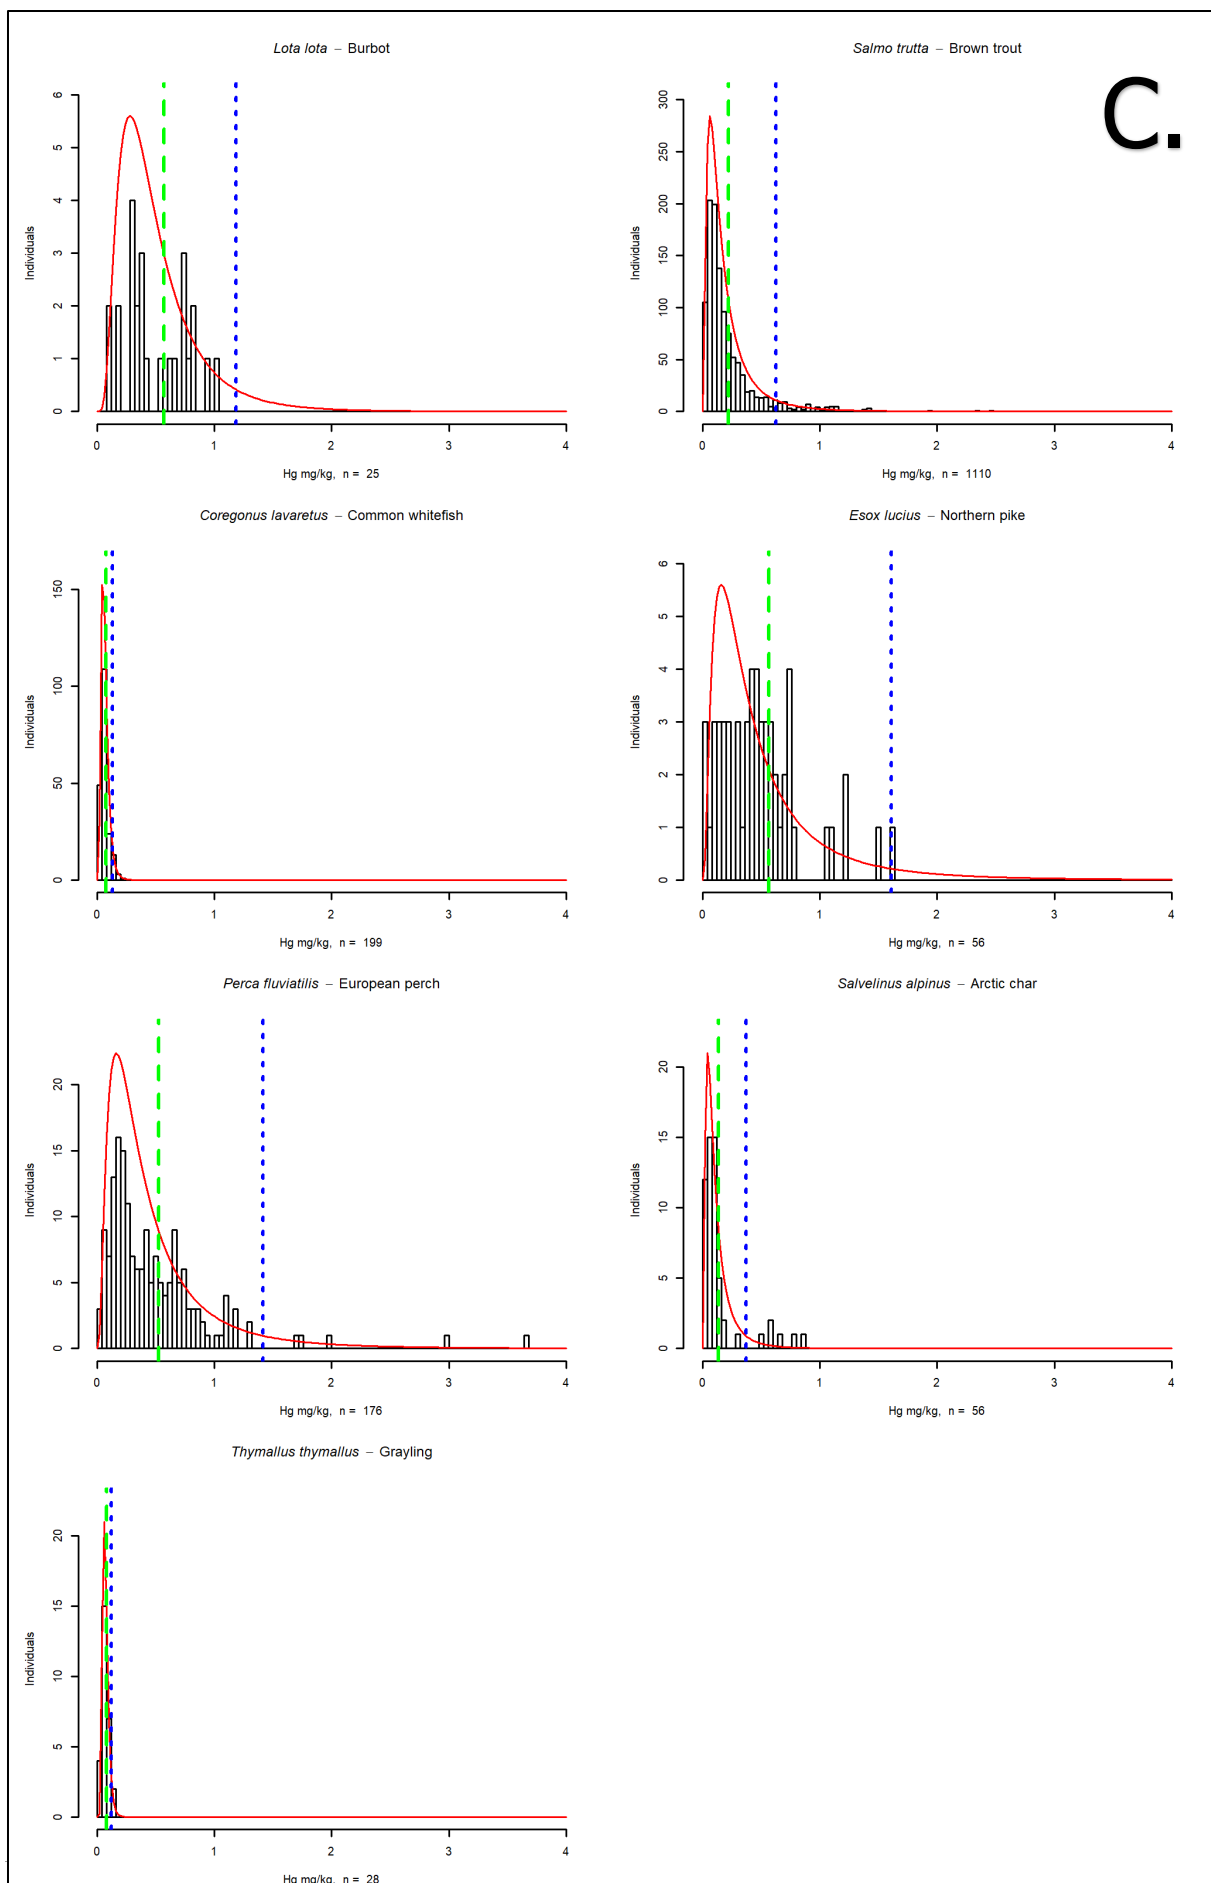 Lota lota – Burbot
6
5
4
3
2
1
0
Individuals
0 1 2 3 4
Hg mg/kg, n = 25
Salmo trutta – Brown trout
C.
300
250
200
150
100
50
0
Individuals
0 1 2 3 4
Hg mg/kg, n = 1110
Coregonus lavaretus – Common whitefish
150
100
50
0
Individuals
0 1 2 3 4
Hg mg/kg, n = 199
Esox lucius – Northern pike
6
5
4
3
2
1
0
Individuals
0 1 2 3 4
Hg mg/kg, n = 56
Perca fluviatilis – European perch
20
15
10
5
0
Individuals
0 1 2 3 4
Hg mg/kg, n = 176
Salvelinus alpinus – Arctic char
20
15
10
5
0
Individuals
0 1 2 3 4
Hg mg/kg, n = 56
Thymallus thymallus – Grayling
20
15
10
5
0
Individuals
0 1 2 3 4
Hg mg/kg, n = 28